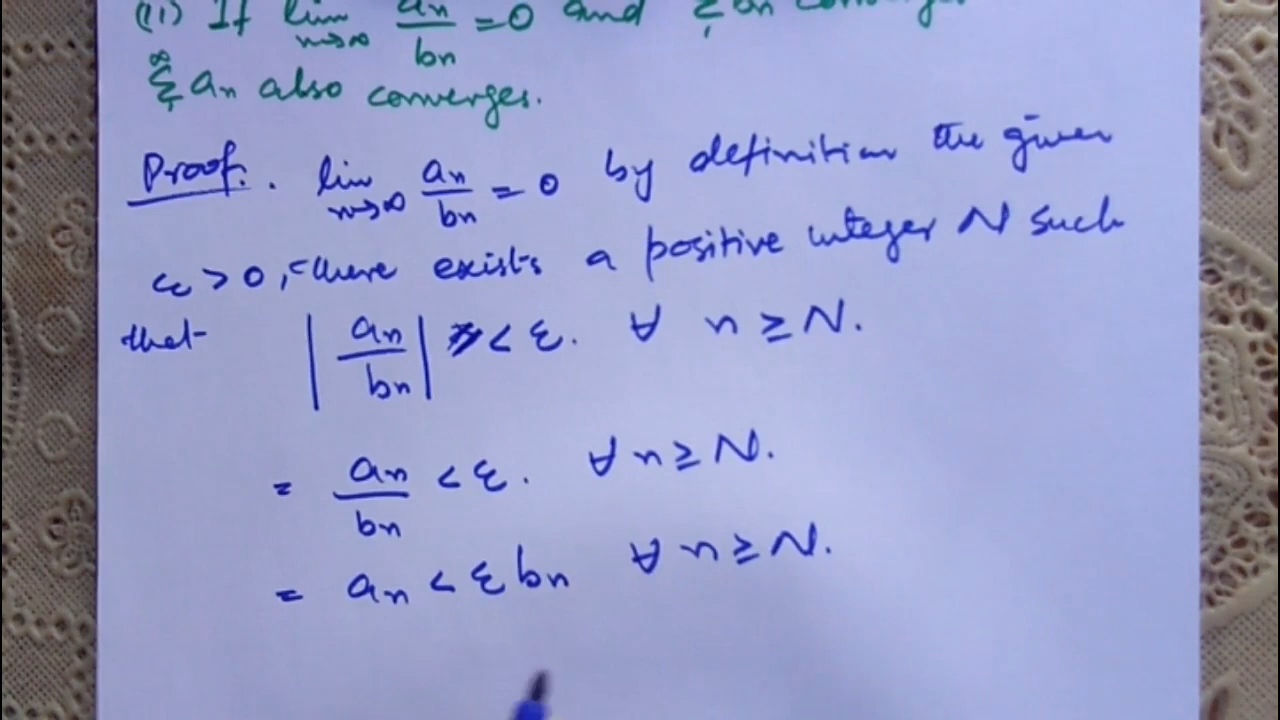 (ii) If lim n→∞ an/bn = 0 and Σ bn converges
∞ Σ 1 an also converges.
Proof. lim n→∞ an/bn = 0 by definition the given
ε > 0, there exists a positive integer N such
that | an/bn | < ε. ∀ n ≥ N.
= an/bn < ε. ∀ n ≥ N.
= an < ε bn ∀ n ≥ N.